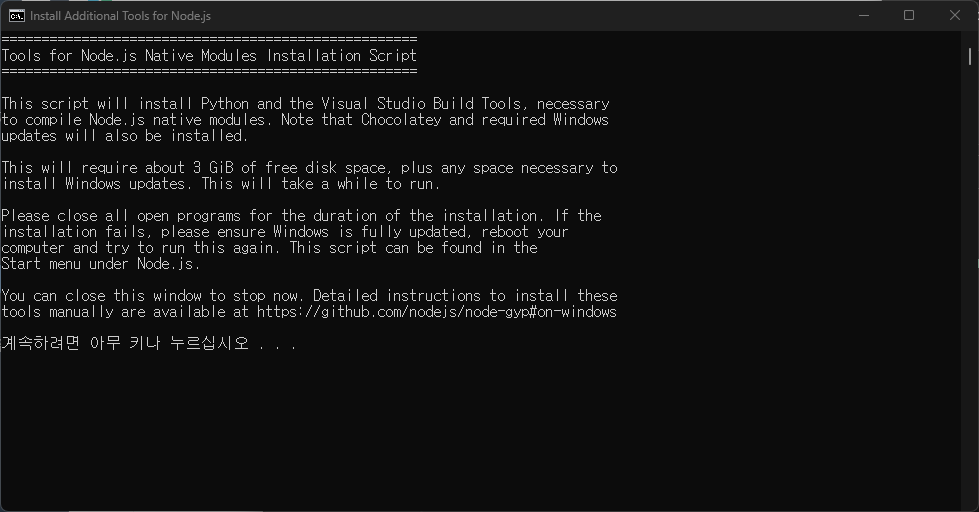 Install Additional Tools for Node.js
====================================================
Tools for Node.js Native Modules Installation Script
====================================================
This script will install Python and the Visual Studio Build Tools, necessary
to compile Node.js native modules. Note that Chocolatey and required Windows
updates will also be installed.
This will require about 3 GiB of free disk space, plus any space necessary to
install Windows updates. This will take a while to run.
Please close all open programs for the duration of the installation. If the
installation fails, please ensure Windows is fully updated, reboot your
computer and try to run this again. This script can be found in the
Start menu under Node.js.
You can close this window to stop now. Detailed instructions to install these
tools manually are available at https://github.com/nodejs/node-gyp#on-windows
계속하려면 아무 키나 누르십시오 . . .